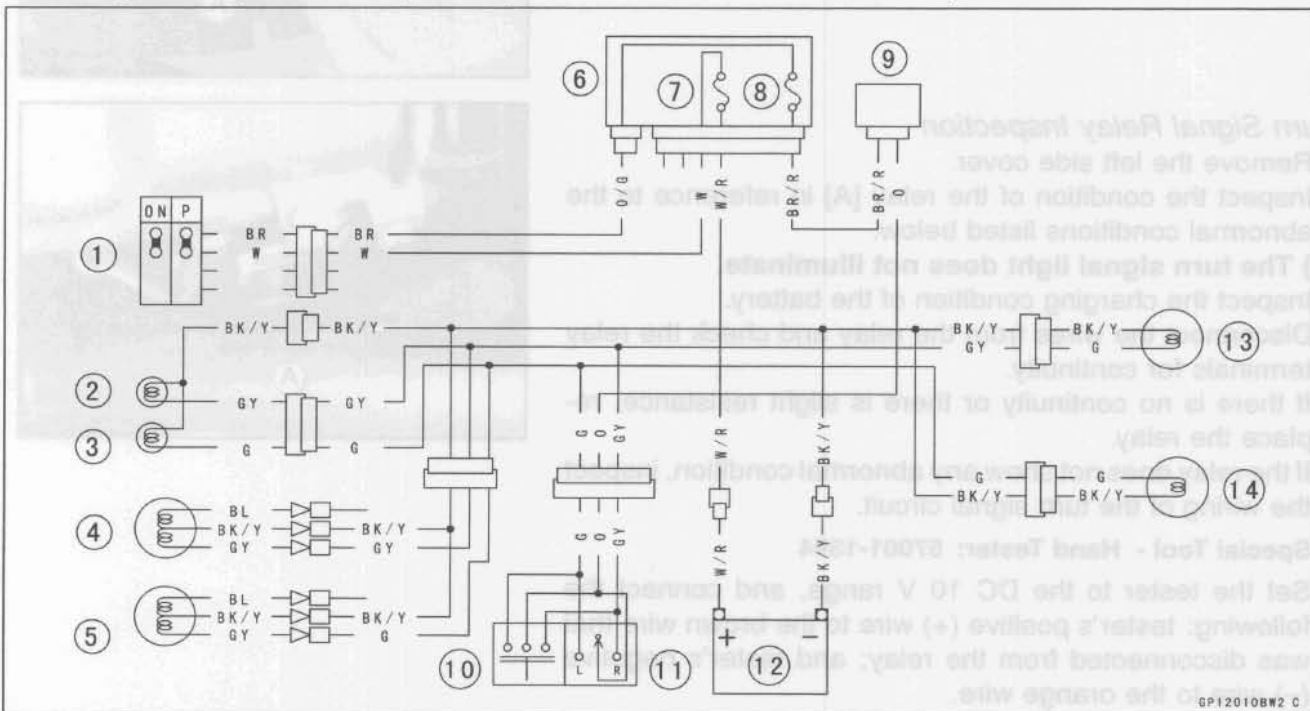 6
7
8
9
urn Signal Relay Inspection
Remove the left side cover.
Inspect the condition of the relay [A] in reference to the
abnormal conditions listed below.
) The turn signal light does not illuminate.
Inspect the charging condition of the battery.
Disconnect the wires from the relay and check the relay
terminals for continuity.
If there is no continuity or there is slight resistance, re-
place the relay.
If the relay does not show any abnormal condition, inspect
the wiring of the turn signal circuit.
Special Tool - Hand Tester:
Set the tester to the DC 10 V range, and connect the
following: tester's positive (+) wire to the brown wire that
was disconnected from the relay; and tester's negative
(-) wire to the orange wire.
O/G
W
W/R
BR/R
BR/R
O
ON P
1
BR BR
W W
BK/Y BK/Y
2
GY GY
3
G G
4
BL
BK/Y BK/Y
GY GY
5
BL
BK/Y BK/Y
GY G
G O GY
G O GY
W/R
BK/Y
W/R
BK/Y
BK/Y BK/Y
GY G
13
G G
BK/Y BK/Y
14
10
L R
11
+ −
12
GP12010BW2 C